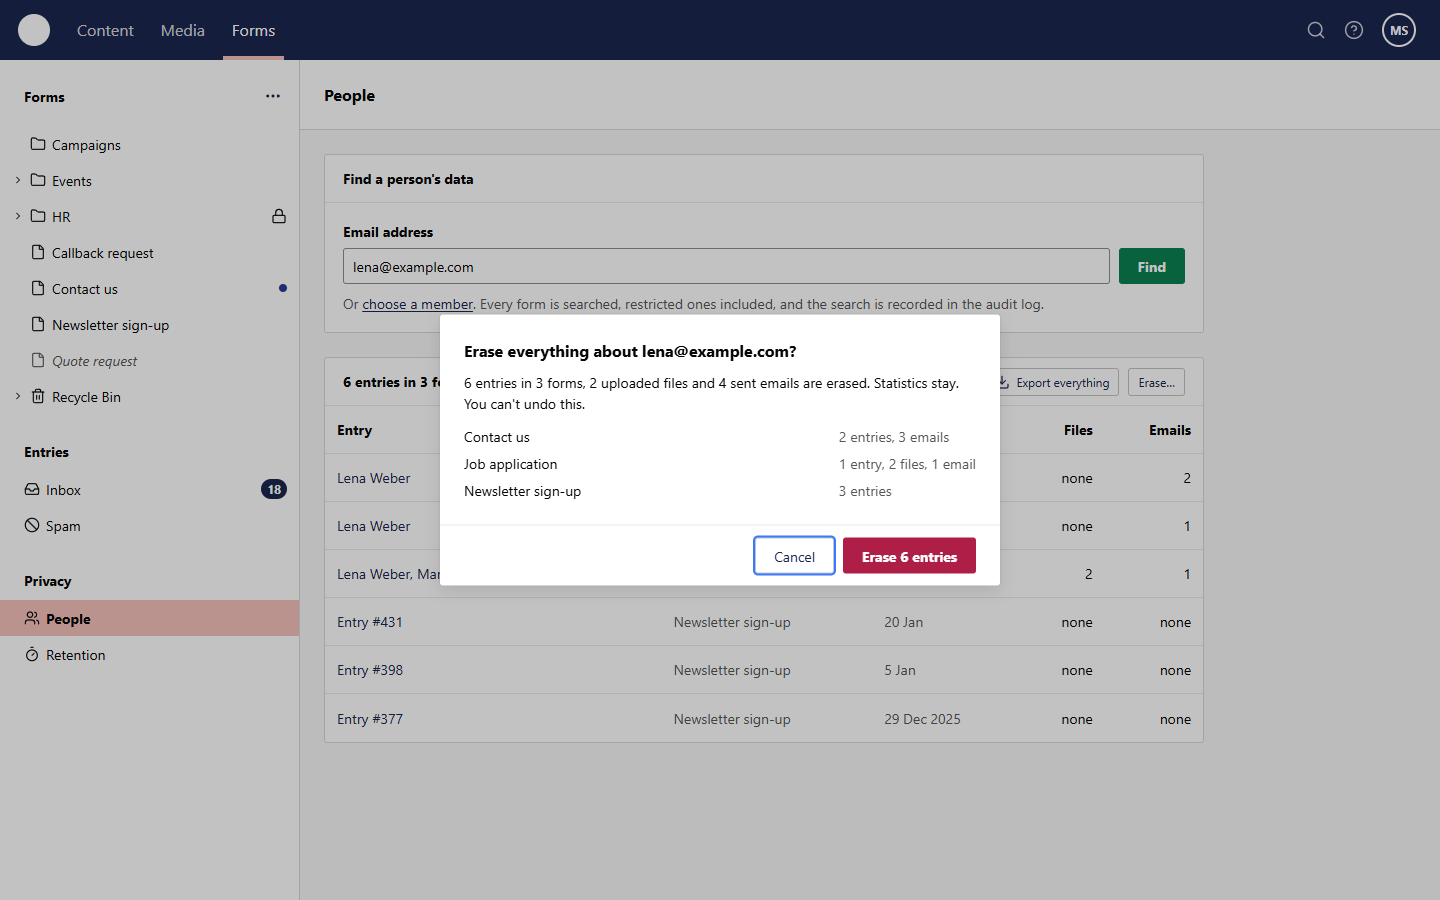 Content Media Forms MS
Forms
Campaigns
Events
HR
Callback request
Contact us
Newsletter sign-up
Quote request
Recycle Bin
Entries
Inbox 18
Spam
Privacy
People
Retention
People
Find a person's data
Email address
lena@example.com Find
Or choose a member. Every form is searched, restricted ones included, and the search is recorded in the audit log.
6 entries in 3 Export everything Erase...
Entry Files Emails
Lena Weber none 2
Lena Weber none 1
Lena Weber, 2 1
Entry #431 Newsletter sign-up 20 Jan none none
Entry #398 Newsletter sign-up 5 Jan none none
Entry #377 Newsletter sign-up 29 Dec 2025 none none
Erase everything about lena@example.com?
6 entries in 3 forms, 2 uploaded files and 4 sent emails are erased. Statistics stay.
You can't undo this.
Contact us 2 entries, 3 emails
Job application 1 entry, 2 files, 1 email
Newsletter sign-up 3 entries
Cancel Erase 6 entries